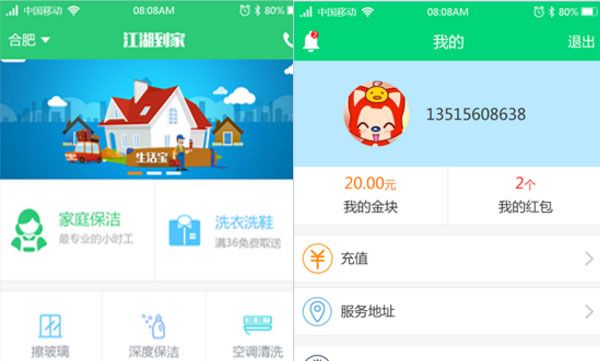 中国移动 08:08AM 80%
合肥 江湖到家
生活宝
家庭保洁
最专业的小时工
洗衣洗鞋
满36免费取送
擦玻璃
深度保洁
空调清洗
中国移动 08:08AM 80%
2
我的
退出
13515608638
20.00元
我的金块
2个
我的红包
充值
服务地址